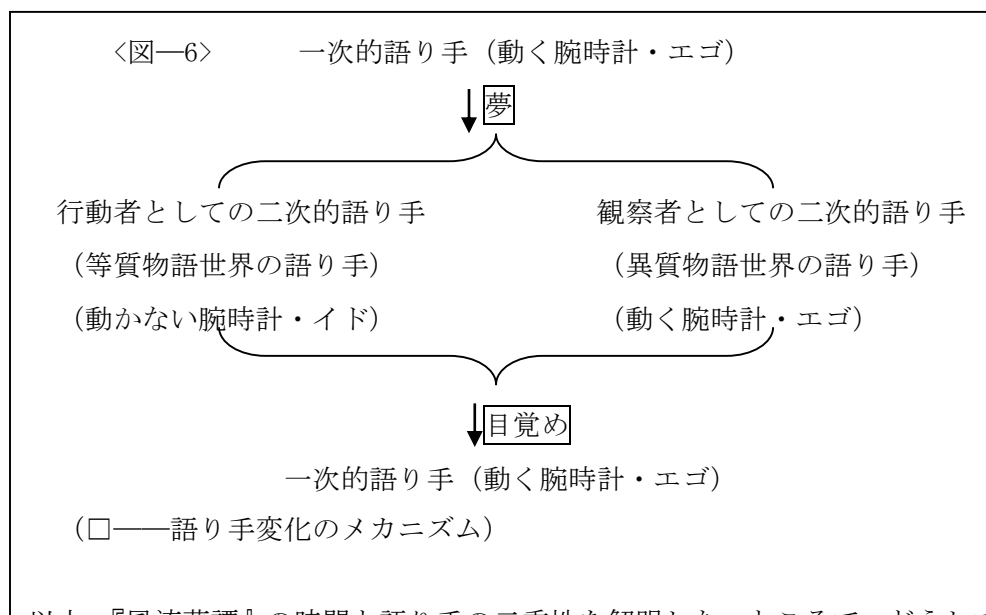 <図―6> 一次的語り手（動く腕時計・エゴ）
夢
行動者としての二次的語り手 観察者としての二次的語り手
（等質物語世界の語り手） （異質物語世界の語り手）
（動かない腕時計・イド） （動く腕時計・エゴ）
目覚め
一次的語り手（動く腕時計・エゴ）
（□――語り手変化のメカニズム）